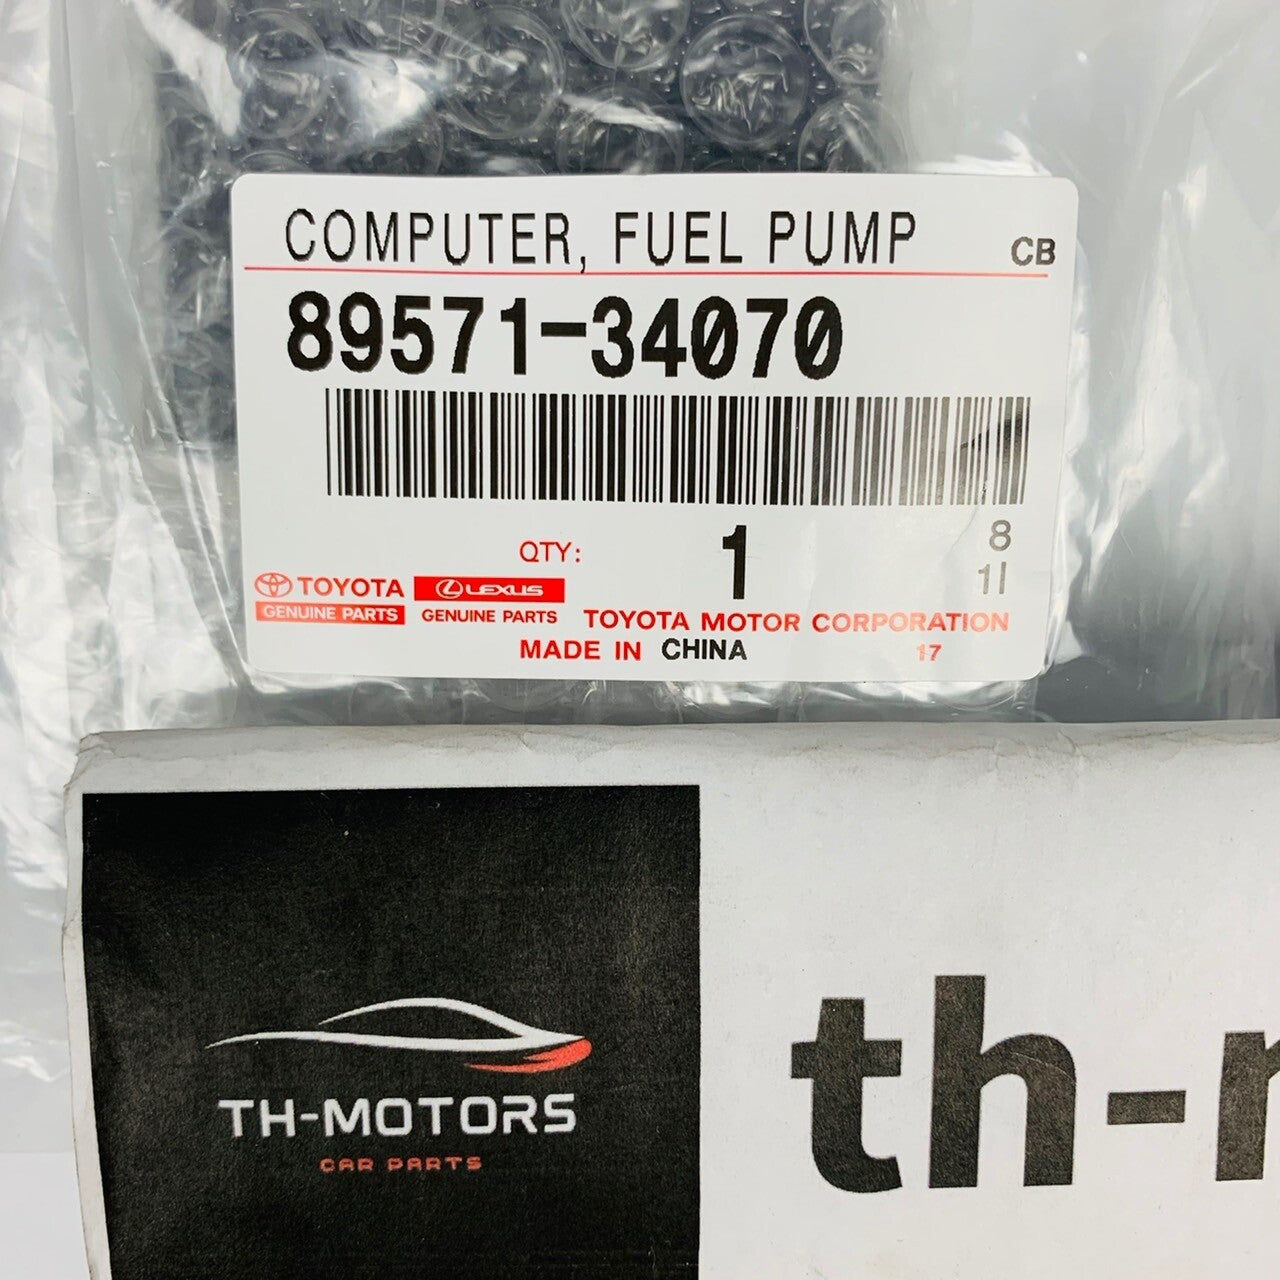 COMPUTER, FUEL PUMP CB
89571-34070
QTY: 1 8
11
TOYOTA LEXUS
GENUINE PARTS GENUINE PARTS TOYOTA MOTOR CORPORATION
MADE IN CHINA 17
TH-MOTORS
CAR PARTS
th-